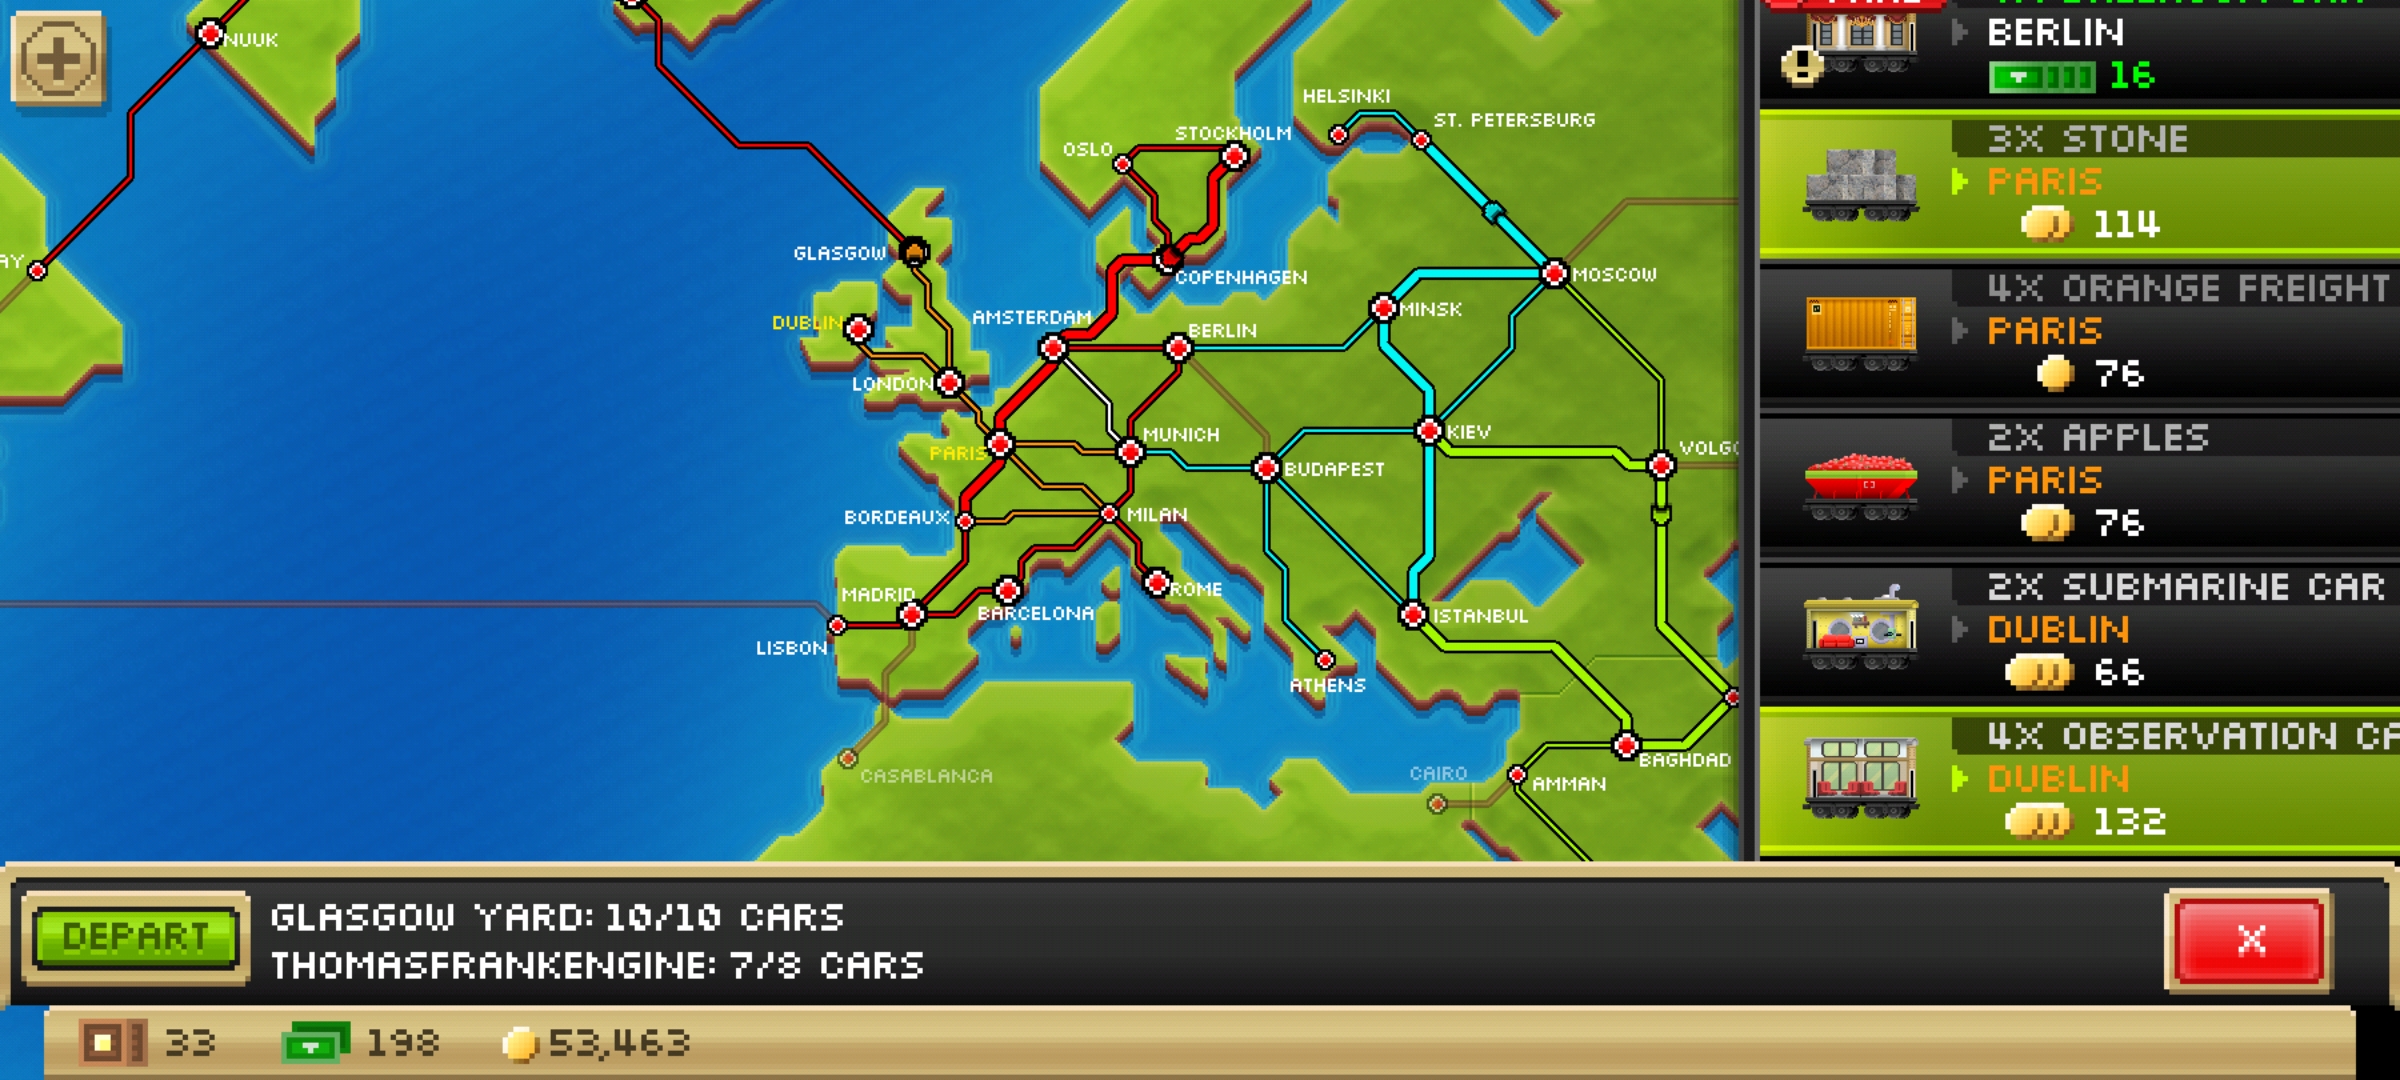 NUUK
HELSINKI
ST. PETERSBURG
STOCKHOLM
OSLO
GLASGOW
COPENHAGEN
MOSCOW
DUBLIN
AMSTERDAM
BERLIN
MINSK
LONDON
PARIS
MUNICH
KIEV
BUDAPEST
BORDEAUX
MILAN
MADRID
BARCELONA
ROME
ISTANBUL
LISBON
ATHENS
CASABLANCA
CAIRO
AMMAN
BAGHDAD
BERLIN
16
3X STONE
PARIS
114
4X ORANGE FREIGHT
PARIS
76
2X APPLES
PARIS
76
2X SUBMARINE CAR
DUBLIN
66
4X OBSERVATION
DUBLIN
132
DEPART
GLASGOW YARD: 10/10 CARS
THOMASFRANKENGINE: 7/8 CARS
X
33
198
53,463